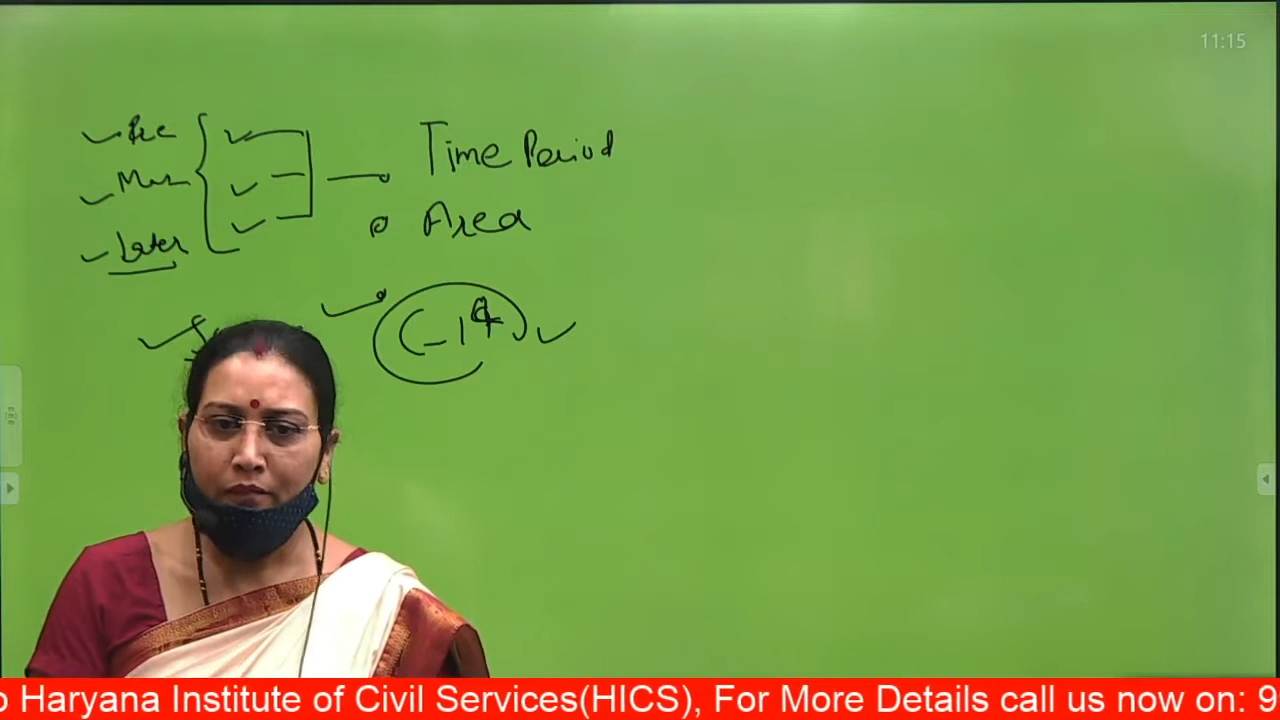 11:15
Pre
Time Period
Area
Later
C-14
o Haryana Institute of Civil Services(HICS), For More Details call us now on: 9